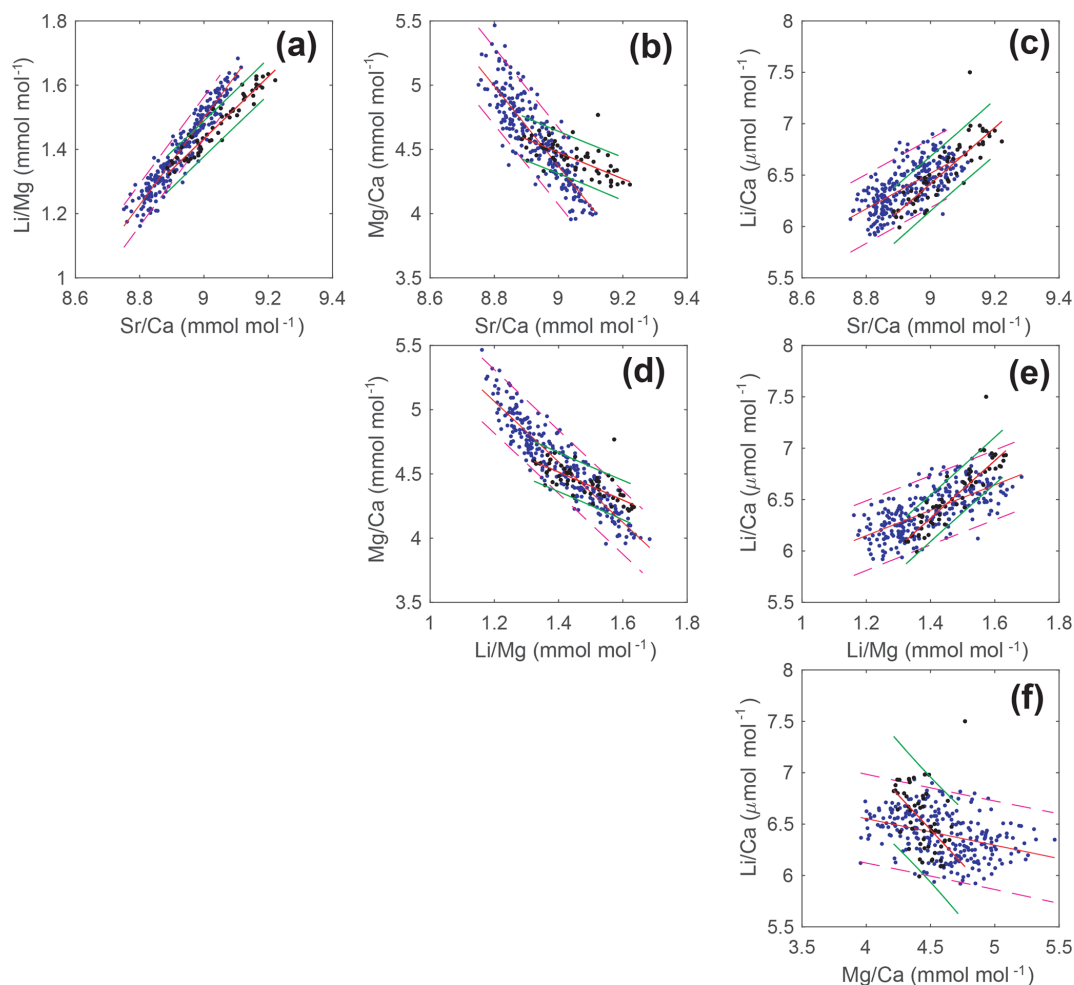 (a)
1.8
1.6
1.4
1.2
1
Li/Mg (mmol mol⁻¹)
8.6 8.8 9 9.2 9.4
Sr/Ca (mmol mol⁻¹)
(b)
5.5
5
4.5
4
3.5
Mg/Ca (mmol mol⁻¹)
8.6 8.8 9 9.2 9.4
Sr/Ca (mmol mol⁻¹)
(c)
8
7.5
7
6.5
6
5.5
Li/Ca (μmol mol⁻¹)
8.6 8.8 9 9.2 9.4
Sr/Ca (mmol mol⁻¹)
(d)
5.5
5
4.5
4
3.5
Mg/Ca (mmol mol⁻¹)
1 1.2 1.4 1.6 1.8
Li/Mg (mmol mol⁻¹)
(e)
8
7.5
7
6.5
6
5.5
Li/Ca (μmol mol⁻¹)
1 1.2 1.4 1.6 1.8
Li/Mg (mmol mol⁻¹)
(f)
8
7.5
7
6.5
6
5.5
Li/Ca (μmol mol⁻¹)
3.5 4 4.5 5 5.5
Mg/Ca (mmol mol⁻¹)